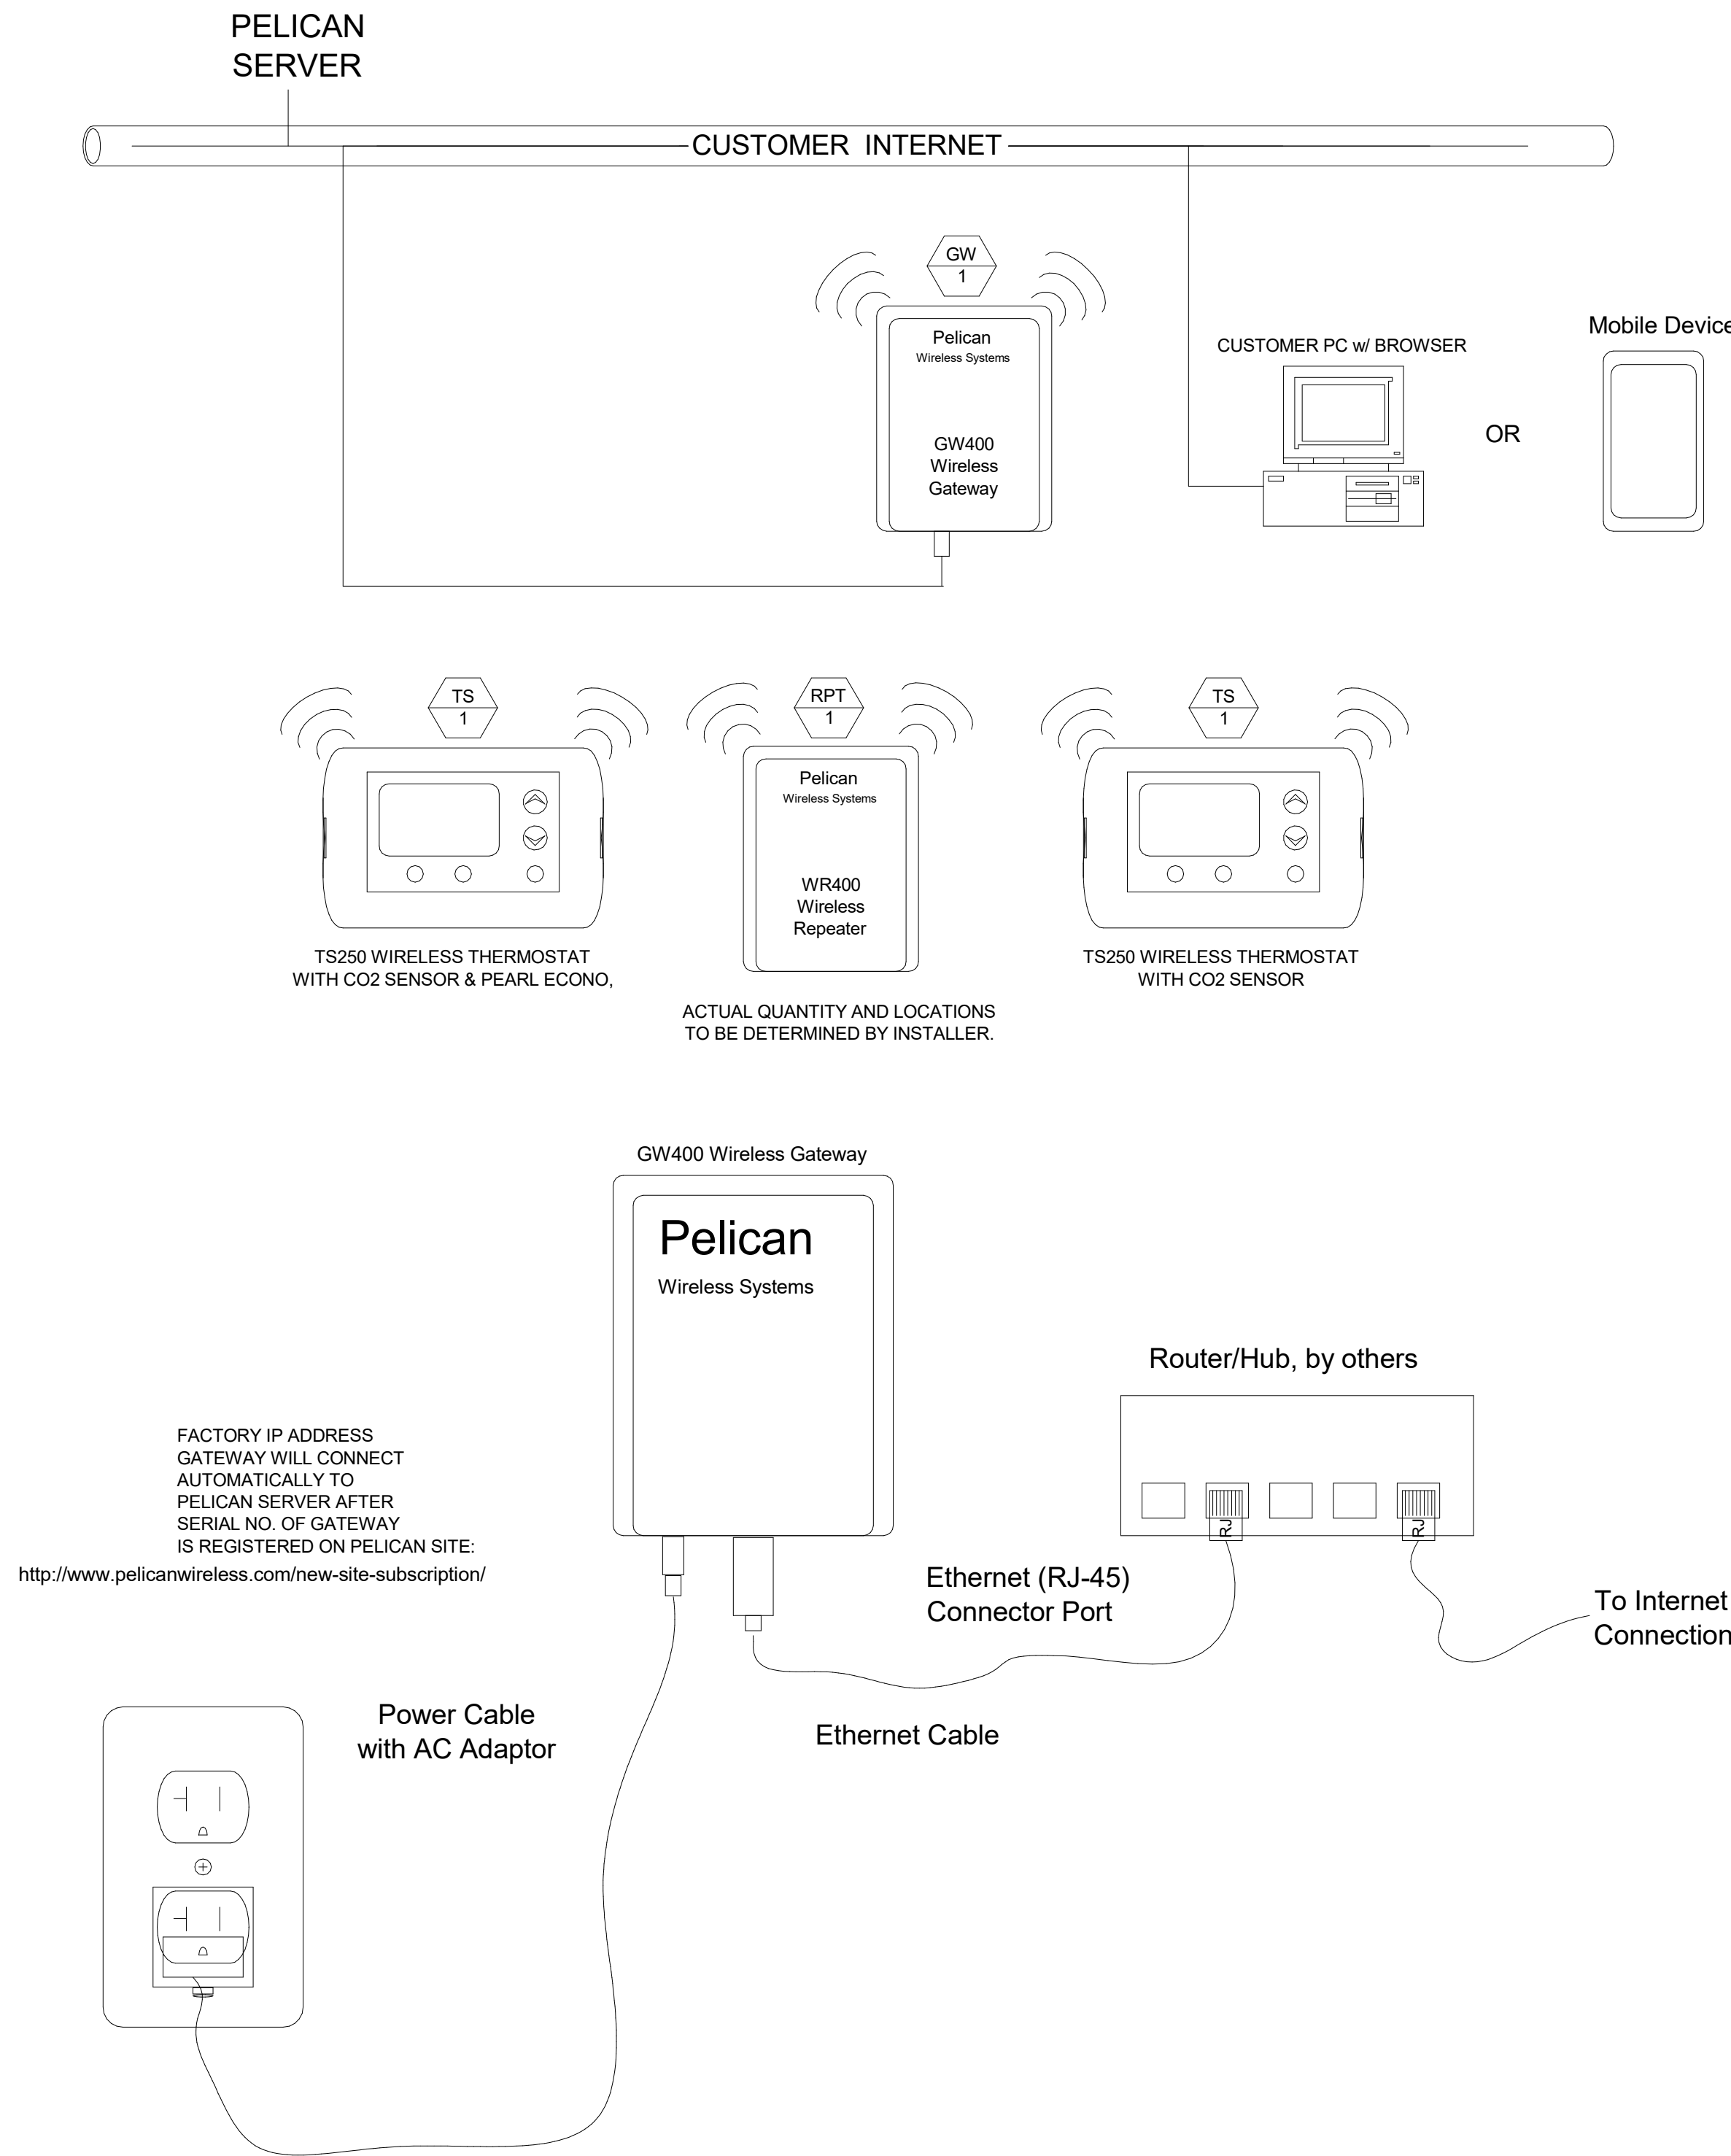 PELICAN
SERVER
CUSTOMER INTERNET
GW
1
Pelican
Wireless Systems
GW400
Wireless
Gateway
CUSTOMER PC w/ BROWSER
OR
Mobile Device
TS
1
RPT
1
TS
1
Pelican
Wireless Systems
WR400
Wireless
Repeater
TS250 WIRELESS THERMOSTAT
WITH CO2 SENSOR & PEARL ECONO,
TS250 WIRELESS THERMOSTAT
WITH CO2 SENSOR
ACTUAL QUANTITY AND LOCATIONS
TO BE DETERMINED BY INSTALLER.
GW400 Wireless Gateway
Pelican
Wireless Systems
Router/Hub, by others
RJ
RJ
FACTORY IP ADDRESS
GATEWAY WILL CONNECT
AUTOMATICALLY TO
PELICAN SERVER AFTER
SERIAL NO. OF GATEWAY
IS REGISTERED ON PELICAN SITE:
http://www.pelicanwireless.com/new-site-subscription/
Ethernet (RJ-45)
Connector Port
To Internet
Connection
Power Cable
with AC Adaptor
Ethernet Cable